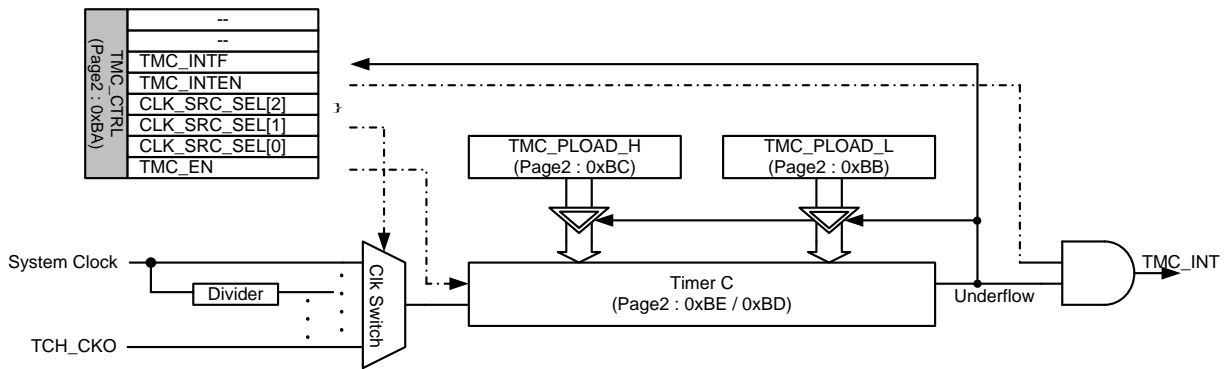 TMC_CTRL
(Page2 : 0xBA)
--
--
TMC_INTF
TMC_INTEN
CLK_SRC_SEL[2]
CLK_SRC_SEL[1]
CLK_SRC_SEL[0]
TMC_EN
}
TMC_PLOAD_H
(Page2 : 0xBC)
TMC_PLOAD_L
(Page2 : 0xBB)
System Clock
Divider
TCH_CKO
Clk Switch
Timer C
(Page2 : 0xBE / 0xBD)
Underflow
TMC_INT